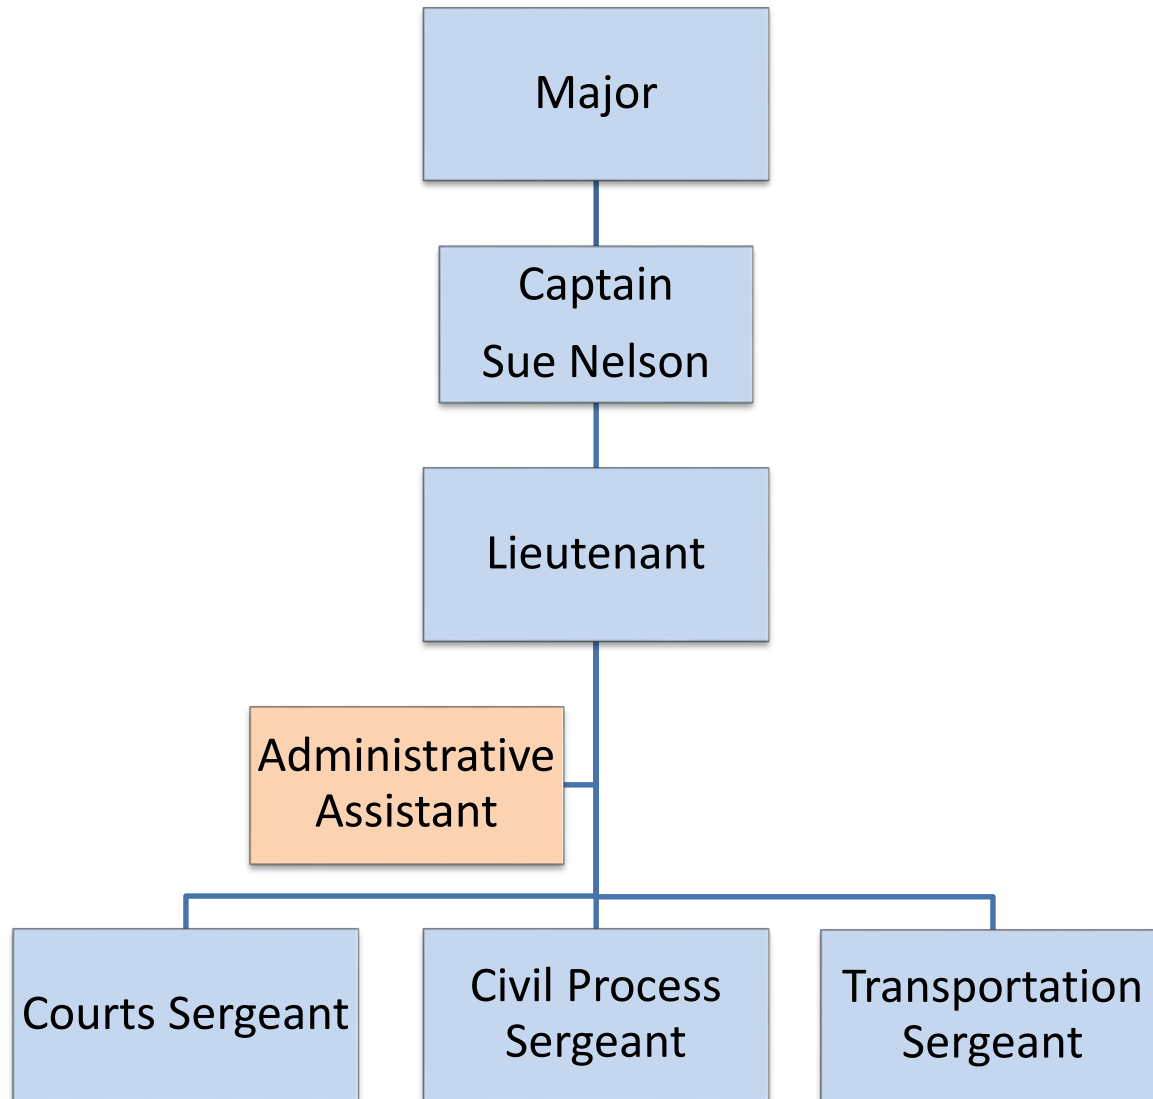 Major
Captain
Sue Nelson
Lieutenant
Administrative
Assistant
Courts Sergeant
Civil Process
Sergeant
Transportation
Sergeant